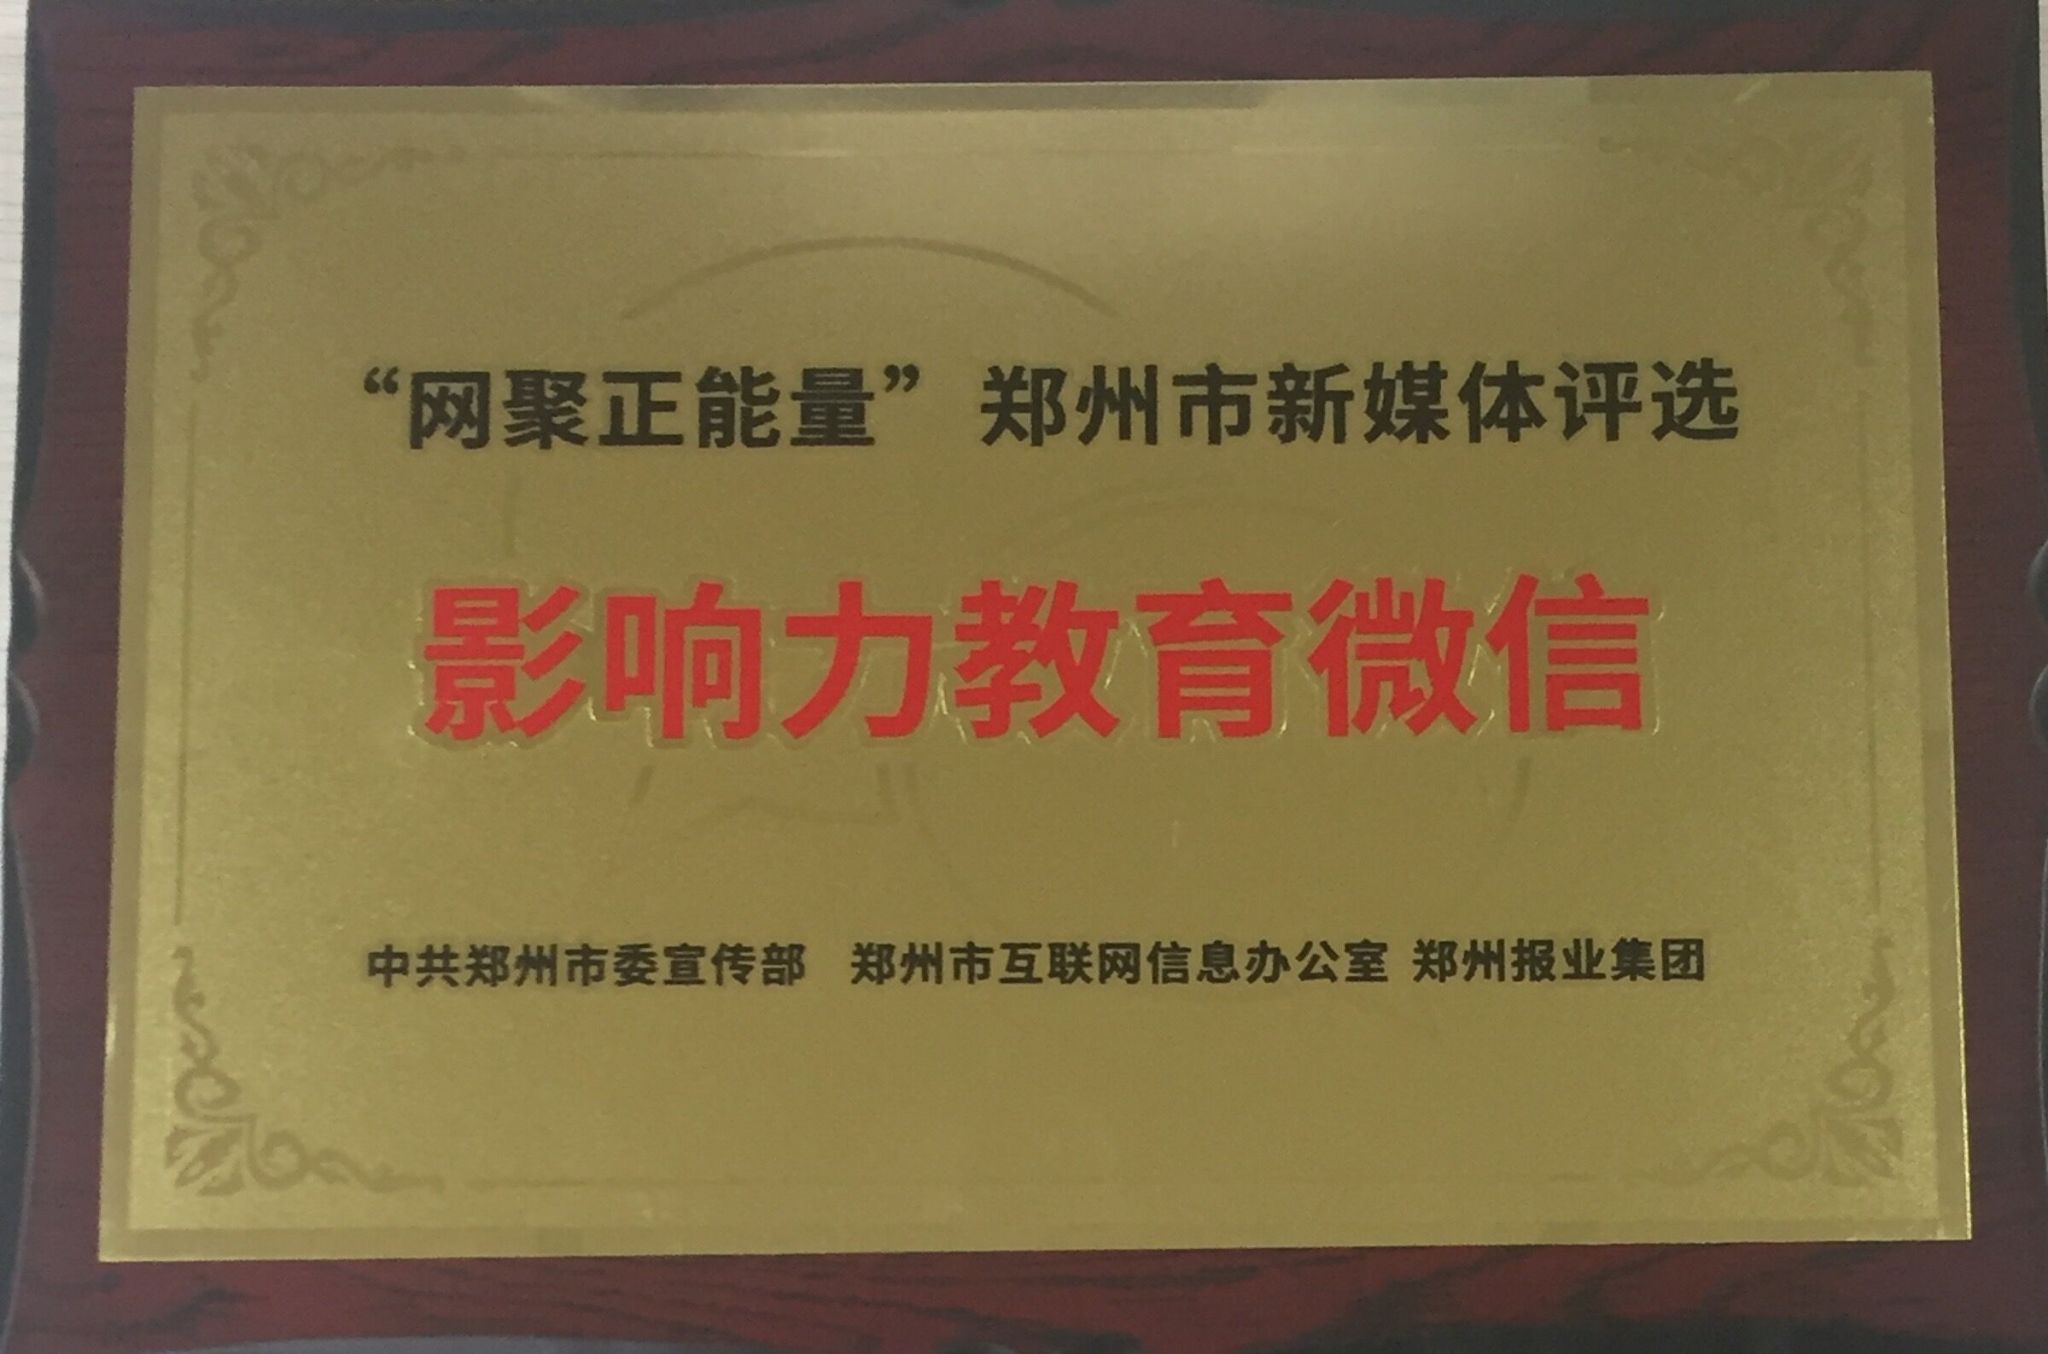 “网聚正能量” 郑州市新媒体评选
影响力教育微信
中共郑州市委宣传部 郑州市互联网信息办公室 郑州报业集团